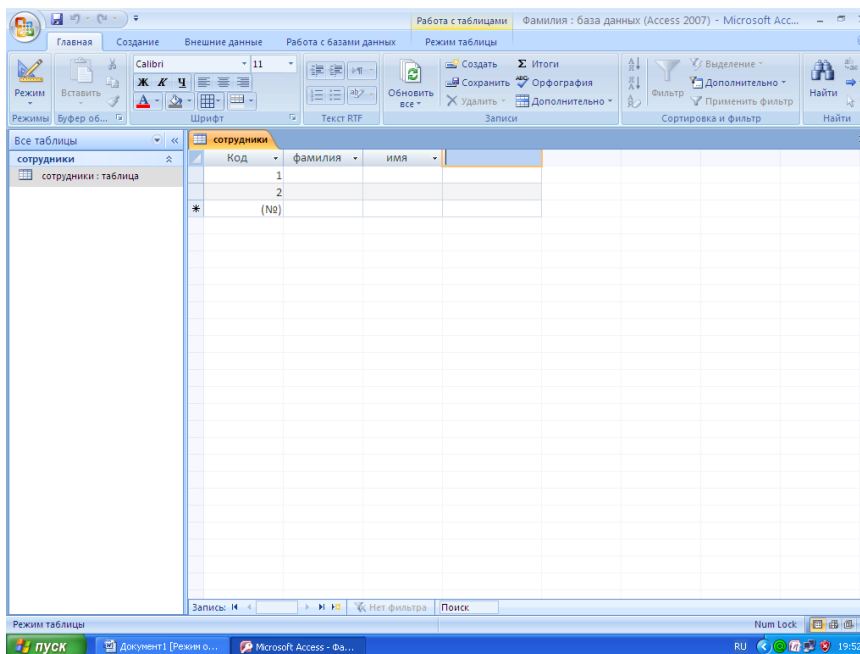 Работа с таблицами Фамилия : база данных (Access 2007) - Microsoft Acc...
Главная Создание Внешние данные Работа с базами данных Режим таблицы
Calibri 11
Режим Вставить Ж К Ч Обновить все Создать Сохранить Удалить Итоги Орфография Дополнительно Фильтр Выделение Дополнительно Применить фильтр Найти
Режимы Буфер об... Шрифт Текст RTF Записи Сортировка и фильтр Найти
Все таблицы « сотрудники
сотрудники Код фамилия имя
сотрудники : таблица 1
2
(№)
Запись: Нет фильтра Поиск
Режим таблицы Num Lock
пуск Документ1 [Режим о... Microsoft Access - Фа... RU 19:52